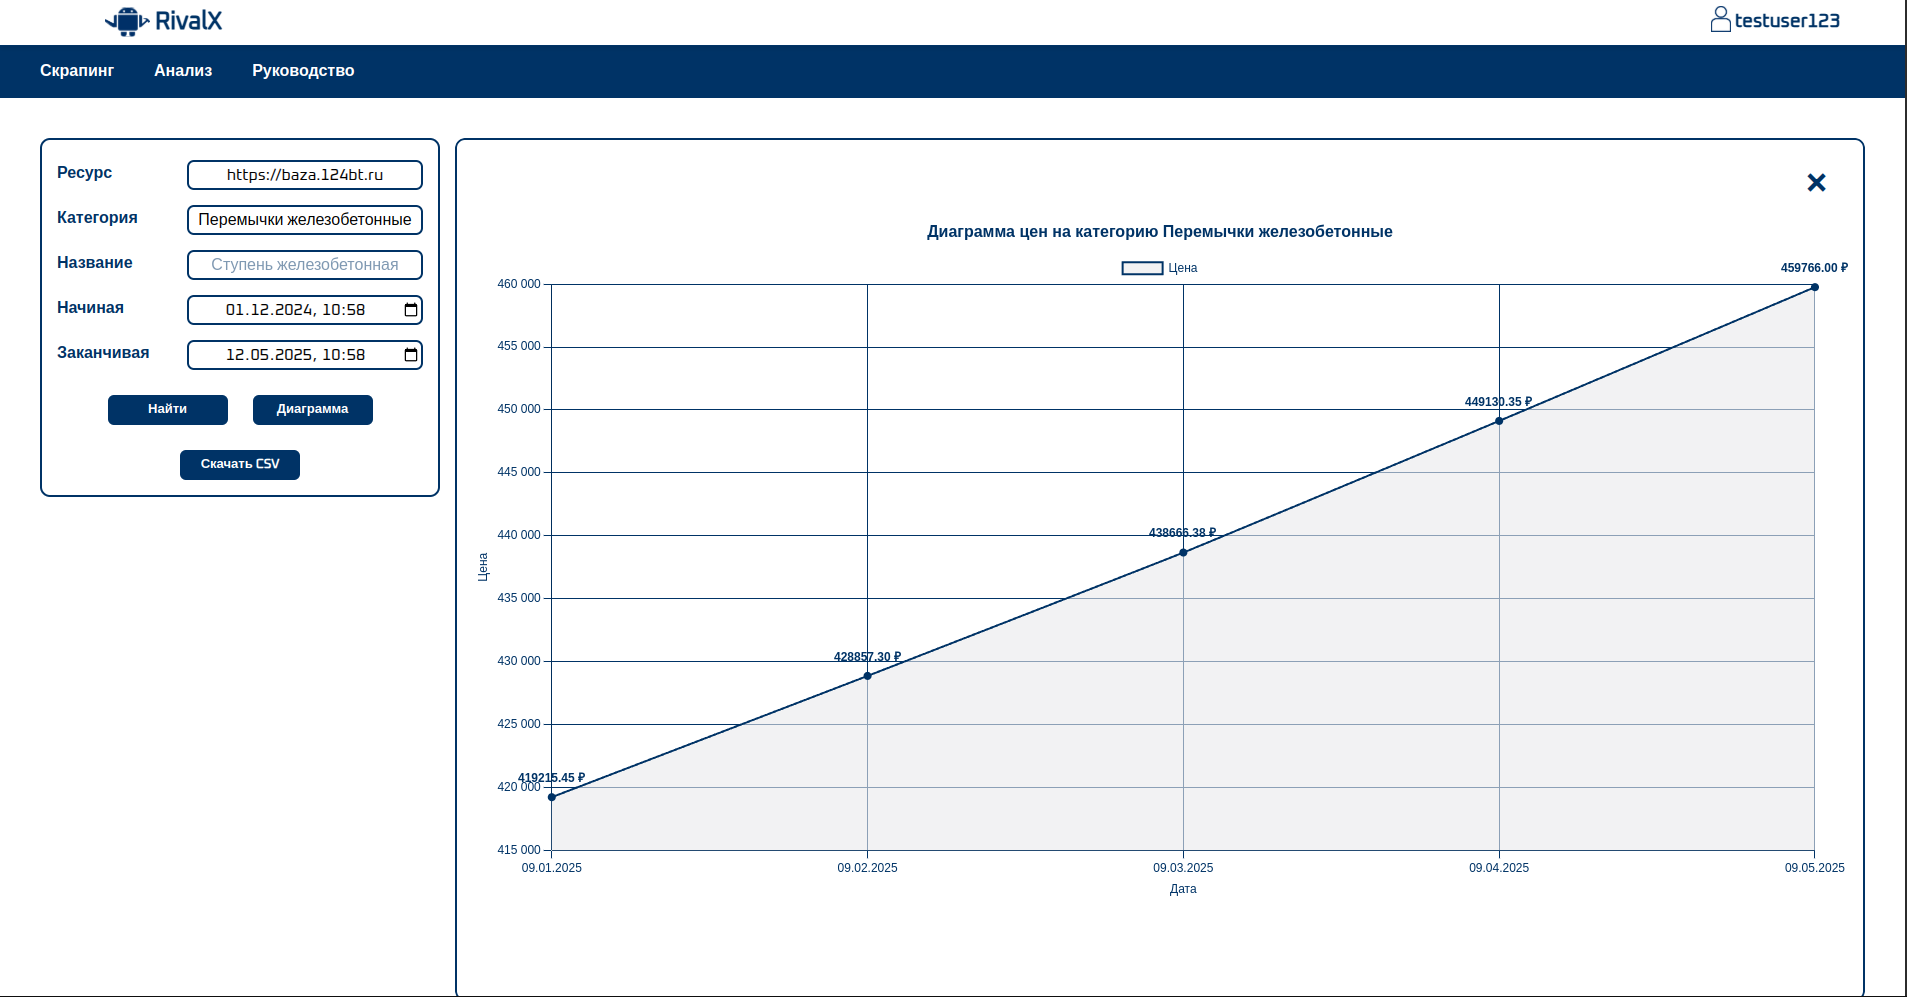 RivalX
testuser123
Скрапинг Анализ Руководство
Ресурс https://baza.124bt.ru
Категория Перемычки железобетонные
Название Ступень железобетонная
Начиная 01.12.2024, 10:58
Заканчивая 12.05.2025, 10:58
Найти Диаграмма
Скачать CSV
Диаграмма цен на категорию Перемычки железобетонные
Цена
459766.00 ₽
460 000
455 000
449130.35 ₽
450 000
445 000
438666.38 ₽
440 000
Цена
435 000
428857.30 ₽
430 000
425 000
419215.45 ₽
420 000
415 000
09.01.2025 09.02.2025 09.03.2025 09.04.2025 09.05.2025
Дата